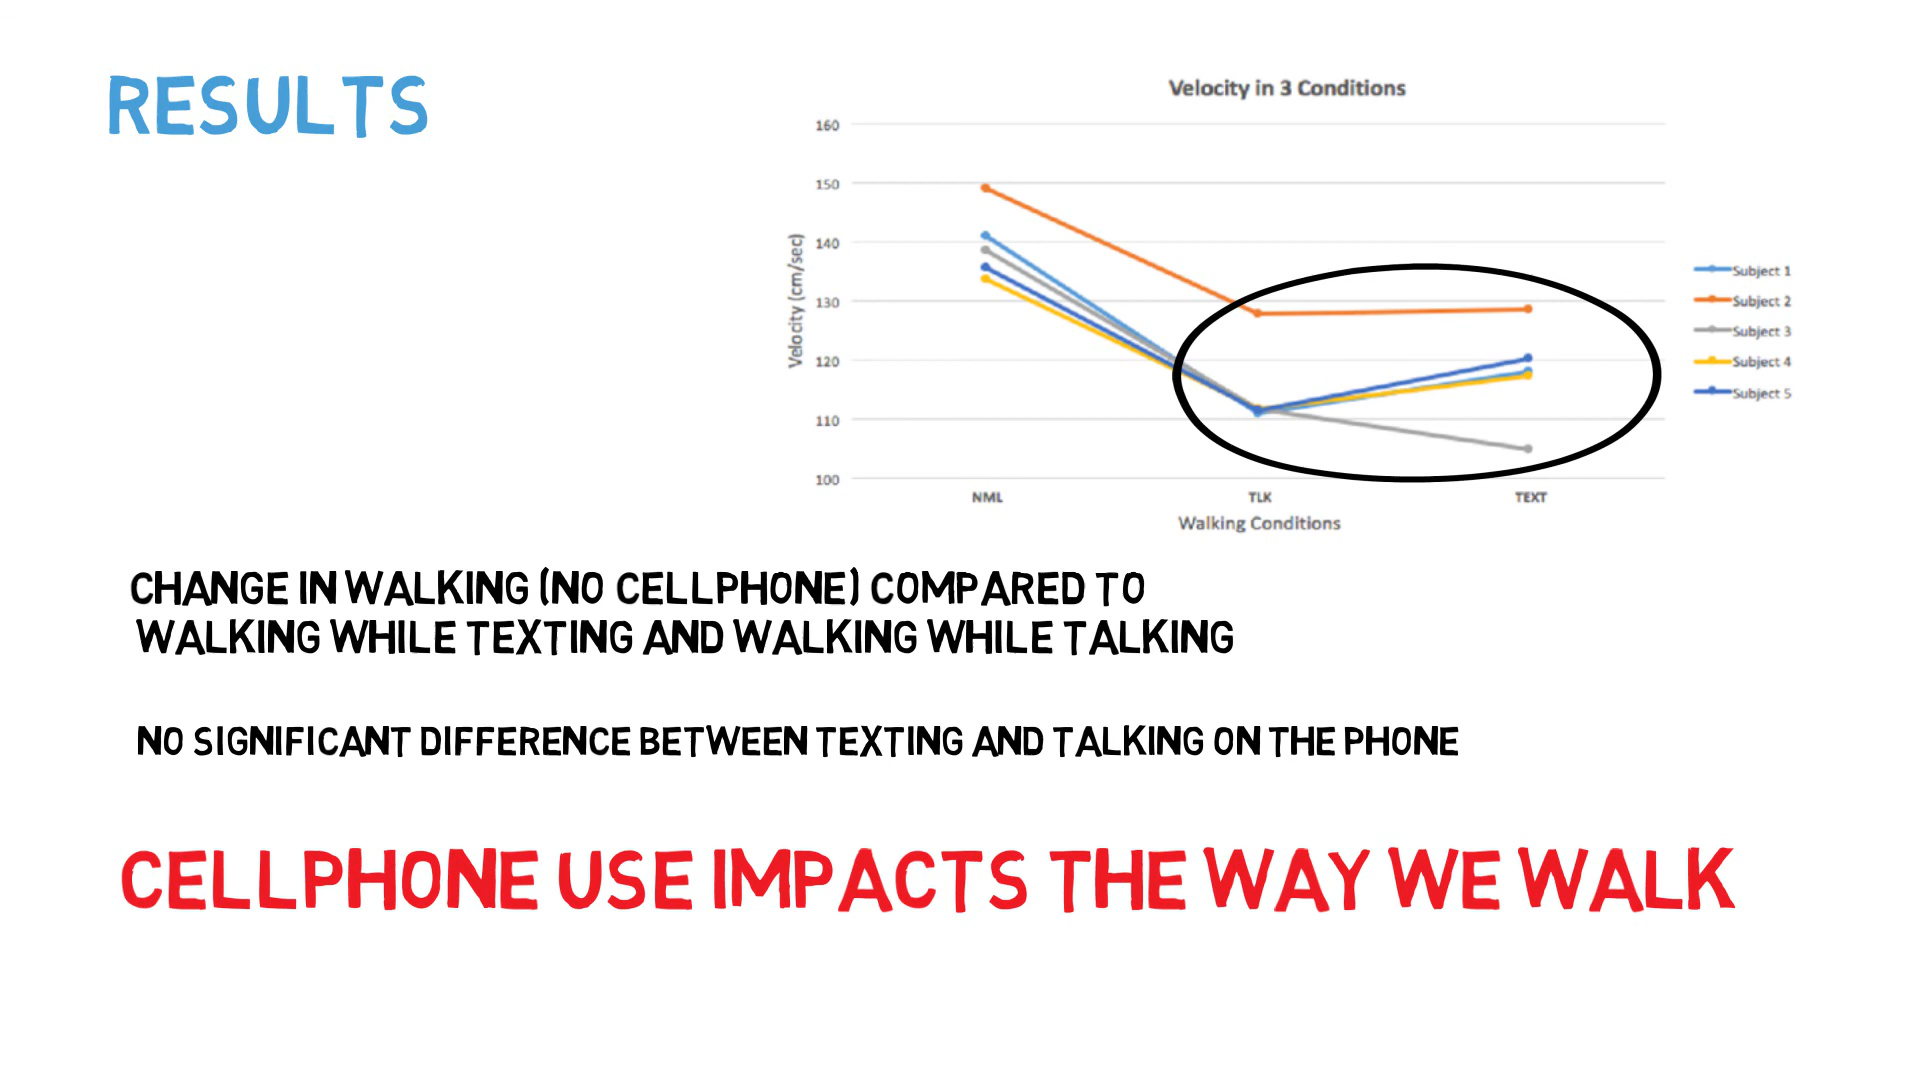 RESULTS
Velocity in 3 Conditions
160
150
140
130
120
110
100
Velocity (cm/sec)
NML
TLK
TEXT
Walking Conditions
Subject 1
Subject 2
Subject 3
Subject 4
Subject 5
CHANGE IN WALKING (NO CELLPHONE) COMPARED TO
WALKING WHILE TEXTING AND WALKING WHILE TALKING
NO SIGNIFICANT DIFFERENCE BETWEEN TEXTING AND TALKING ON THE PHONE
CELLPHONE USE IMPACTS THE WAY WE WALK